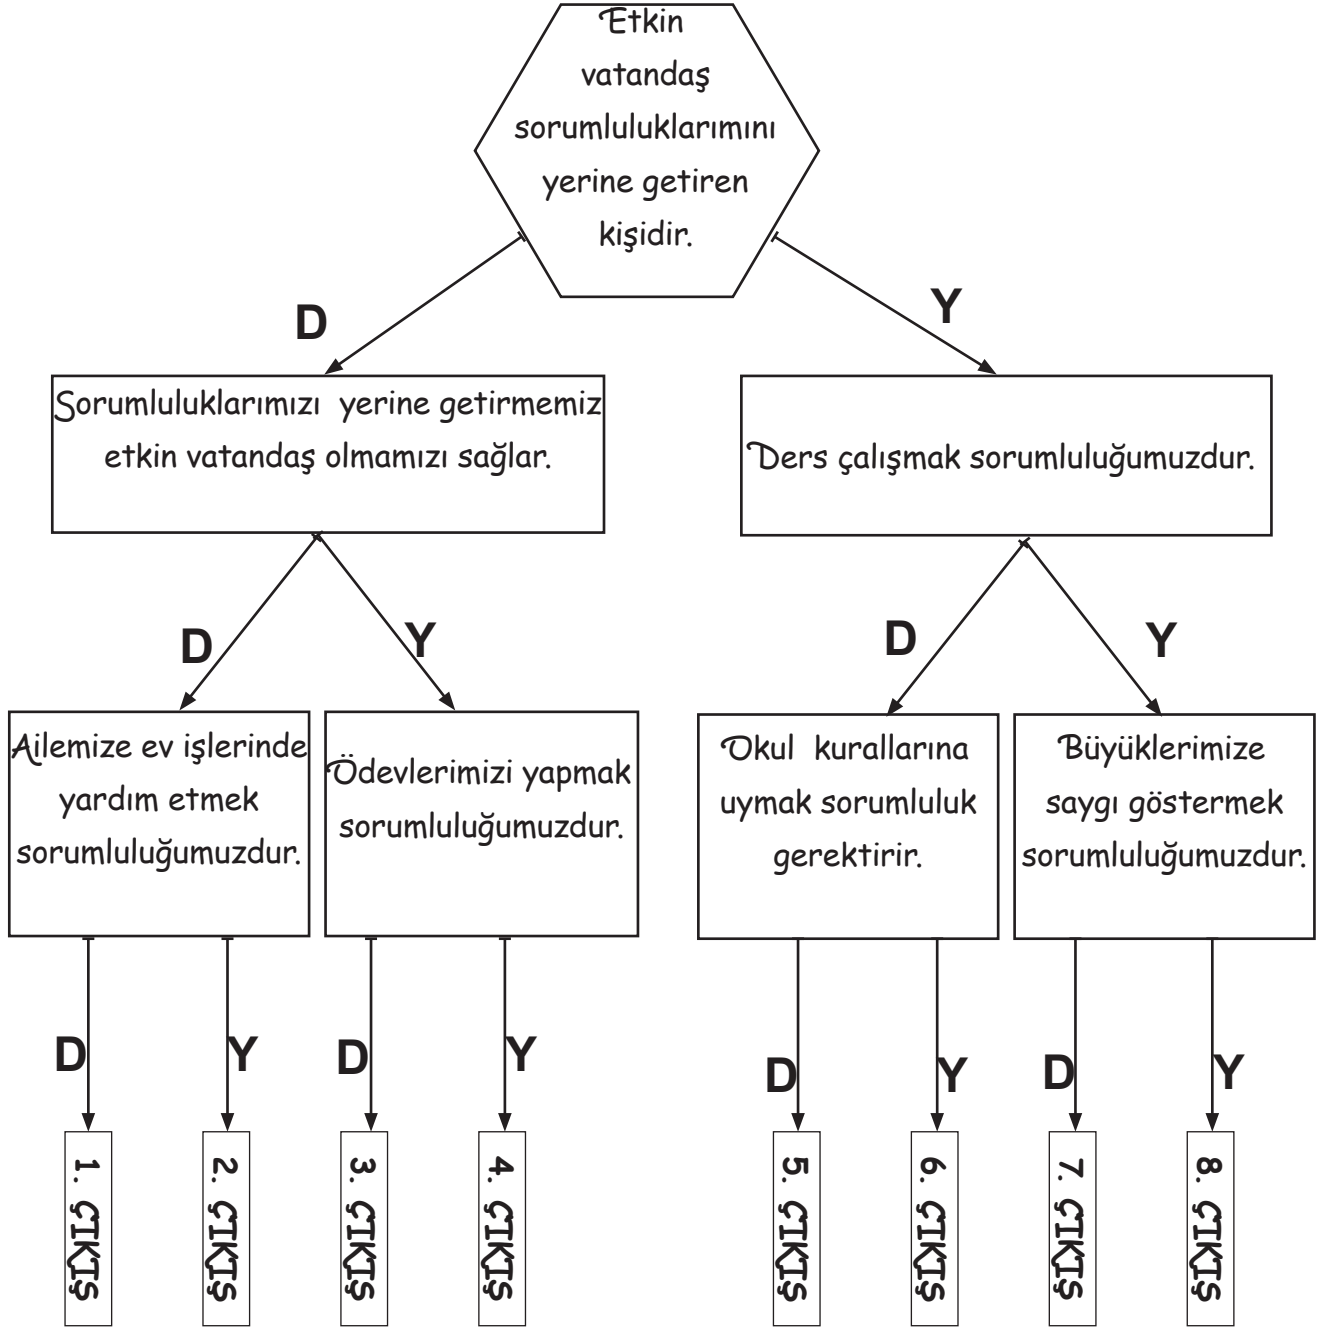 Etkin
vatandaş
sorumluluklarımını
yerine getiren
kişidir.
D
Y
Sorumluluklarımızı yerine getirmemiz
etkin vatandaş olmamızı sağlar.
Ders çalışmak sorumluluğumuzdur.
D
Y
D
Y
Ailemize ev işlerinde
yardım etmek
sorumluluğumuzdur.
Ödevlerimizi yapmak
sorumluluğumuzdur.
Okul kurallarına
uymak sorumluluk
gerektirir.
Büyüklerimize
saygı göstermek
sorumluluğumuzdur.
D
Y
D
Y
D
Y
D
Y
1. ÇIKIŞ
2. ÇIKIŞ
3. ÇIKIŞ
4. ÇIKIŞ
5. ÇIKIŞ
6. ÇIKIŞ
7. ÇIKIŞ
8. ÇIKIŞ